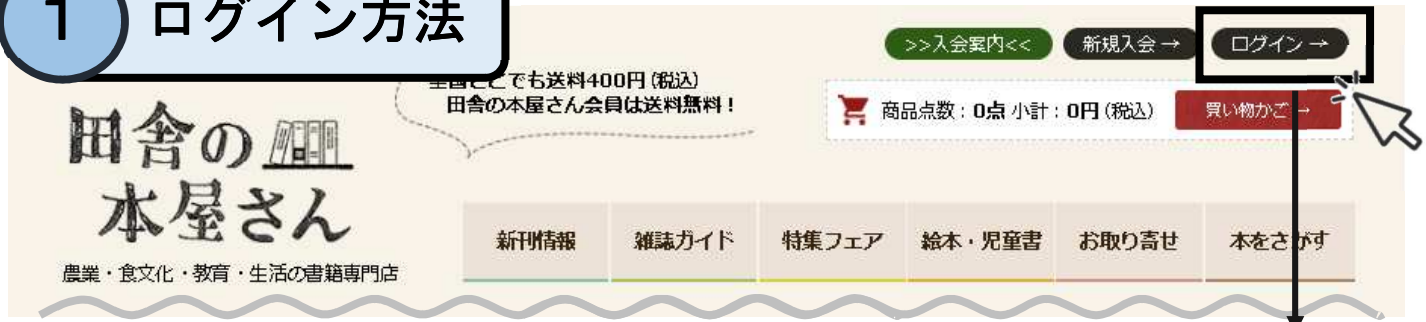 1 ログイン方法
>>入会案内<< 新規入会→ ログイン→
全国どこでも送料400円(税込)
田舎の本屋さん会員は送料無料！
商品点数：0点 小計：0円(税込) 買い物かご→
田舎の
本屋さん
農業・食文化・教育・生活の書籍専門店
新刊情報 雑誌ガイド 特集フェア 絵本・児童書 お取り寄せ 本をさがす